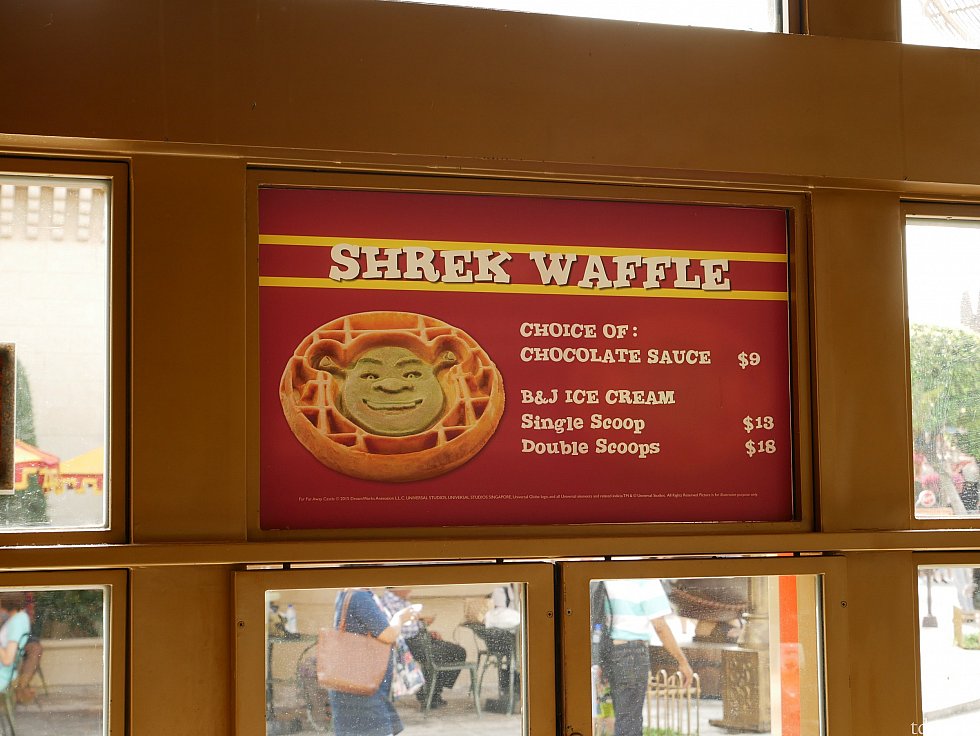 SHREK WAFFLE
CHOICE OF:
CHOCOLATE SAUCE $9
B&J ICE CREAM
Single Scoop $13
Double Scoops $18